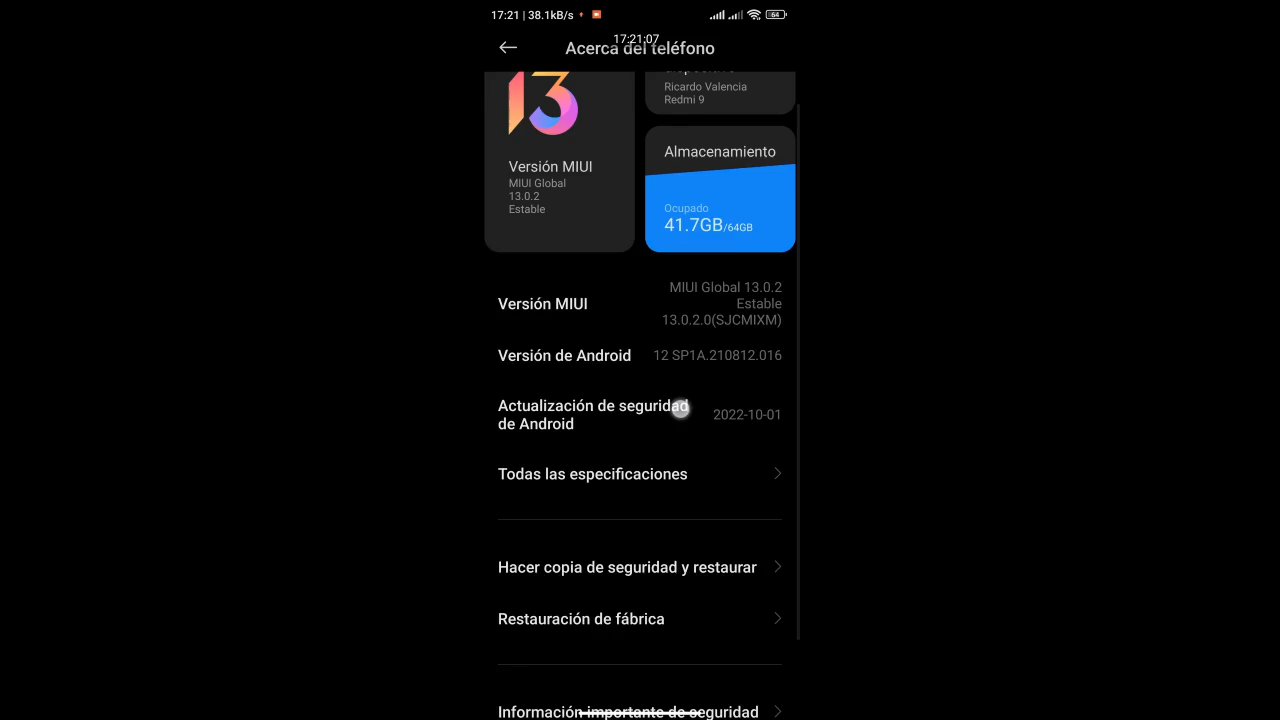 17:21 | 38.1kB/s
64
17:21:07
Acerca del teléfono
13
Versión MIUI
MIUI Global
13.0.2
Estable
Ricardo Valencia
Redmi 9
Almacenamiento
Ocupado
41.7GB/64GB
Versión MIUI
MIUI Global 13.0.2
Estable
13.0.2.0(SJCMIXM)
Versión de Android
12 SP1A.210812.016
Actualización de seguridad
de Android
2022-10-01
Todas las especificaciones
Hacer copia de seguridad y restaurar
Restauración de fábrica
Información importante de seguridad